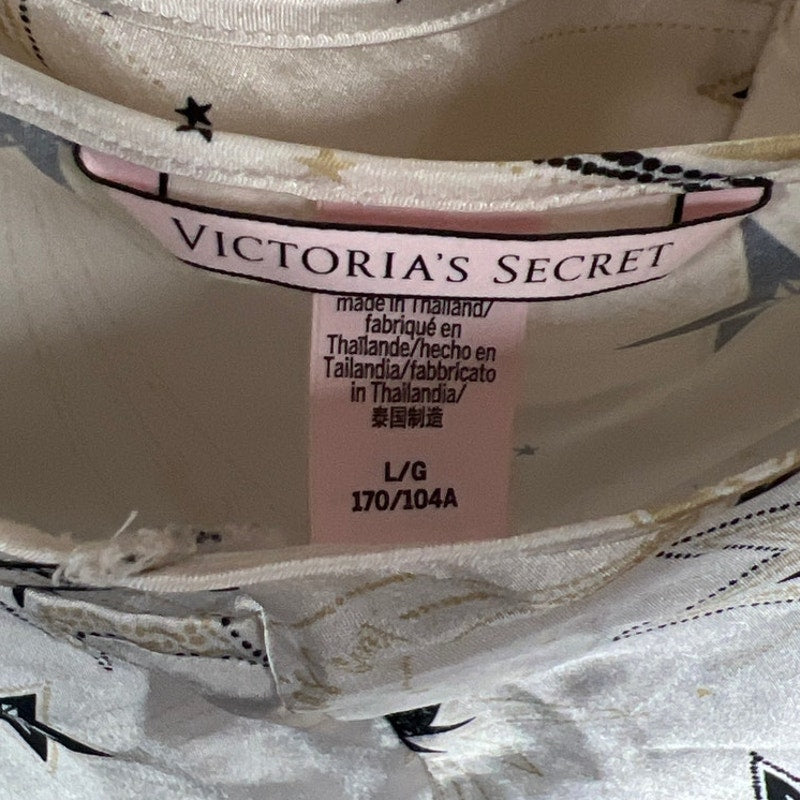 VICTORIA'S SECRET
made in Thailand/
fabriqué en
Thaïlande/hecho en
Tailandia/fabbricato
in Thailandia/
泰国制造
L/G
170/104A